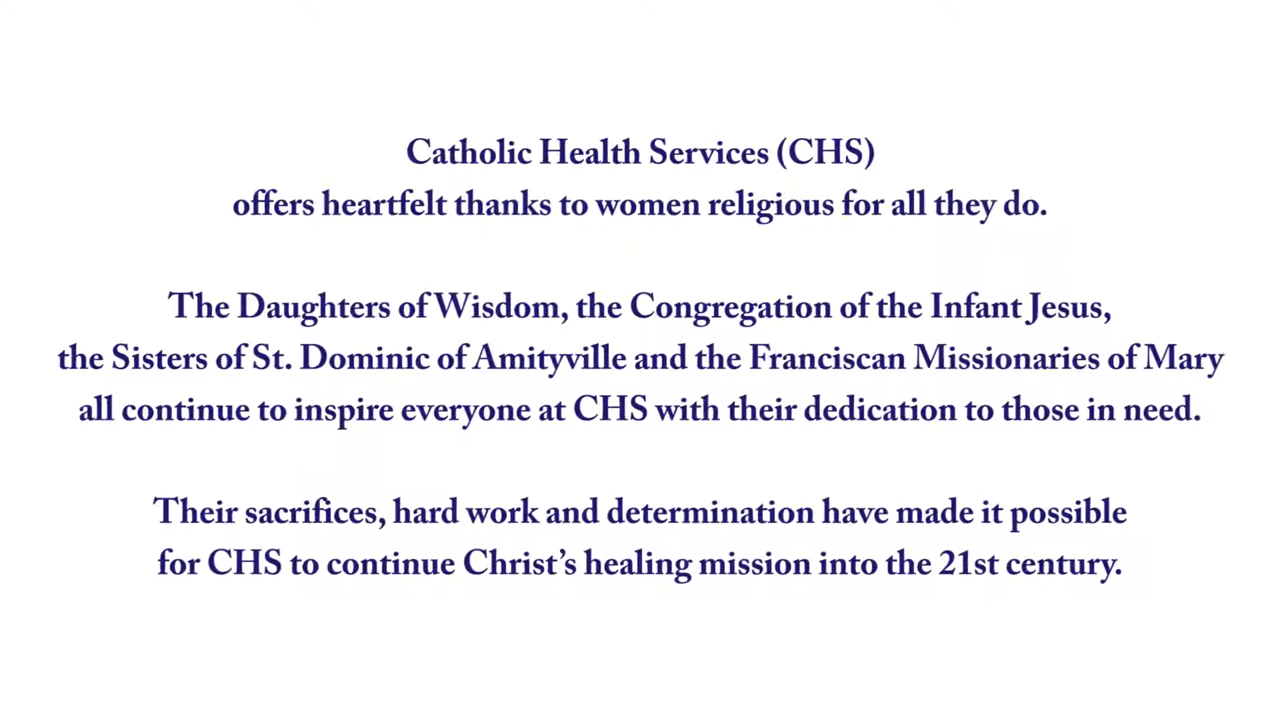 Catholic Health Services (CHS)
offers heartfelt thanks to women religious for all they do.
The Daughters of Wisdom, the Congregation of the Infant Jesus,
the Sisters of St. Dominic of Amityville and the Franciscan Missionaries of Mary
all continue to inspire everyone at CHS with their dedication to those in need.
Their sacrifices, hard work and determination have made it possible
for CHS to continue Christ’s healing mission into the 21st century.